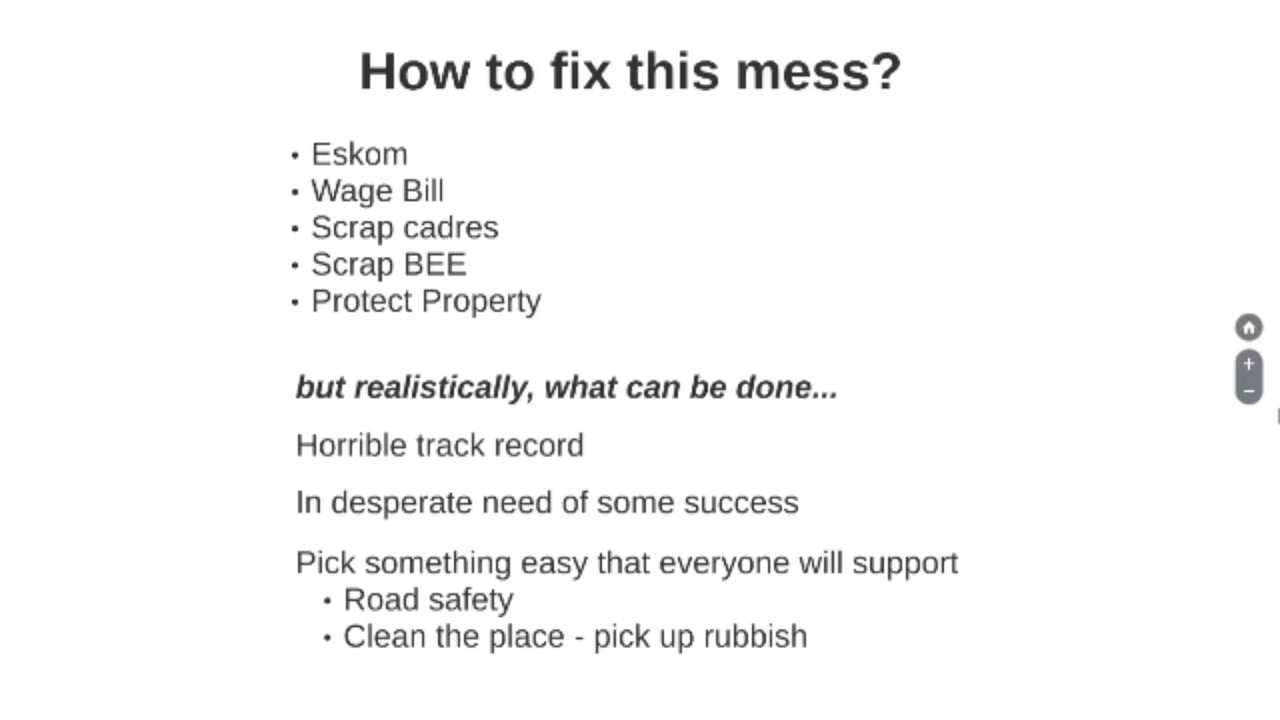 How to fix this mess?
• Eskom
• Wage Bill
• Scrap cadres
• Scrap BEE
• Protect Property
but realistically, what can be done...
Horrible track record
In desperate need of some success
Pick something easy that everyone will support
• Road safety
• Clean the place - pick up rubbish